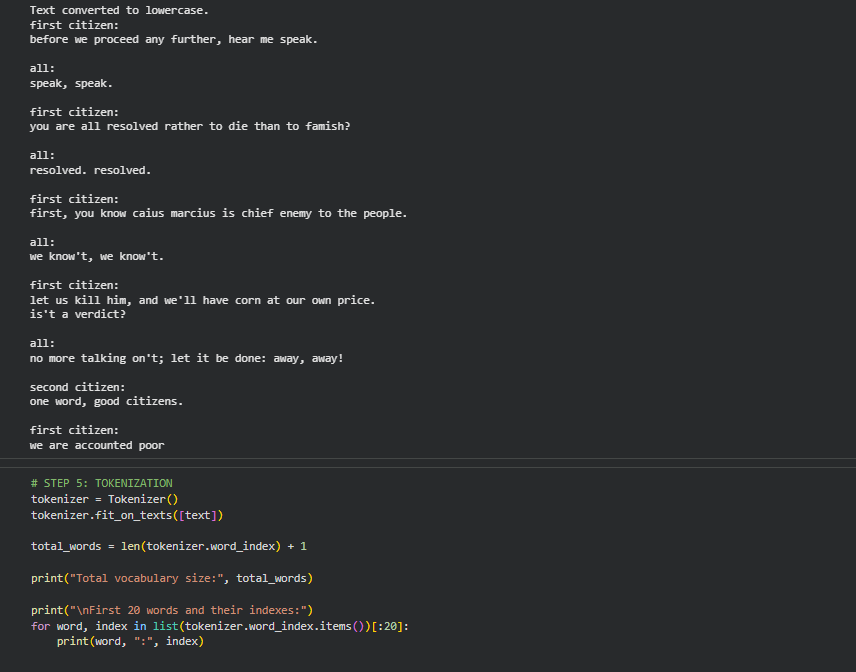 Text converted to lowercase.
first citizen:
before we proceed any further, hear me speak.
all:
speak, speak.
first citizen:
you are all resolved rather to die than to famish?
all:
resolved. resolved.
first citizen:
first, you know caius marcius is chief enemy to the people.
all:
we know't, we know't.
first citizen:
let us kill him, and we'll have corn at our own price.
is't a verdict?
all:
no more talking on't; let it be done: away, away!
second citizen:
one word, good citizens.
first citizen:
we are accounted poor
# STEP 5: TOKENIZATION
tokenizer = Tokenizer()
tokenizer.fit_on_texts([text])
total_words = len(tokenizer.word_index) + 1
print("Total vocabulary size:", total_words)
print("\nFirst 20 words and their indexes:")
for word, index in list(tokenizer.word_index.items())[:20]:
    print(word, ":", index)